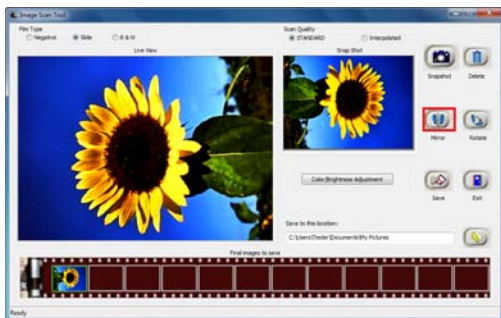 Image Scan Tool
Film Type
Negative
Slide
B & W
Scan Quality
STANDARD
Interpolated
Live View
Snap Shot
Snapshot
Delete
Mirror
Rotate
Color/Brightness Adjustment
Save
Exit
Save to this location:
C:\Users\Tester\Documents\My Pictures
Final images to save
Ready